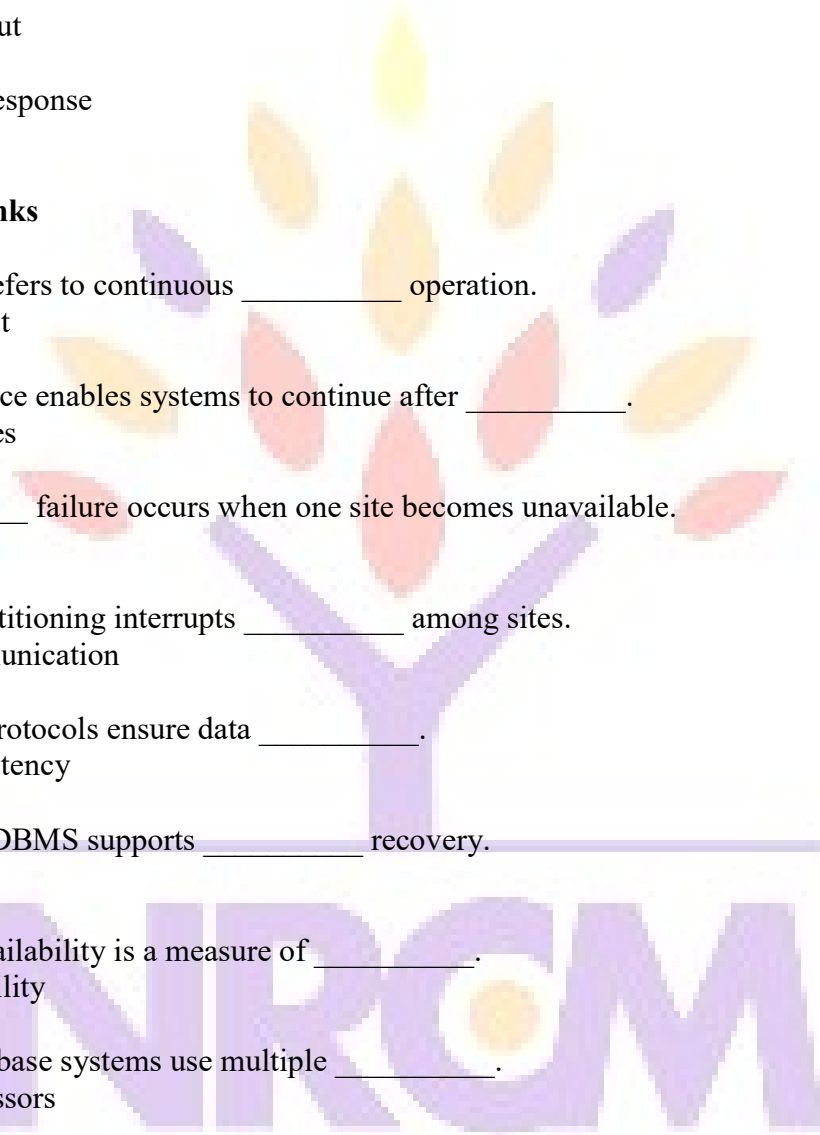 ut
esponse
nks
efers to continuous __________ operation.
t
ce enables systems to continue after __________.
es
__ failure occurs when one site becomes unavailable.
titioning interrupts __________ among sites.
unication
rotocols ensure data __________.
tency
DBMS supports __________ recovery.
ailability is a measure of __________.
lity
base systems use multiple __________.
ssors
NRCM